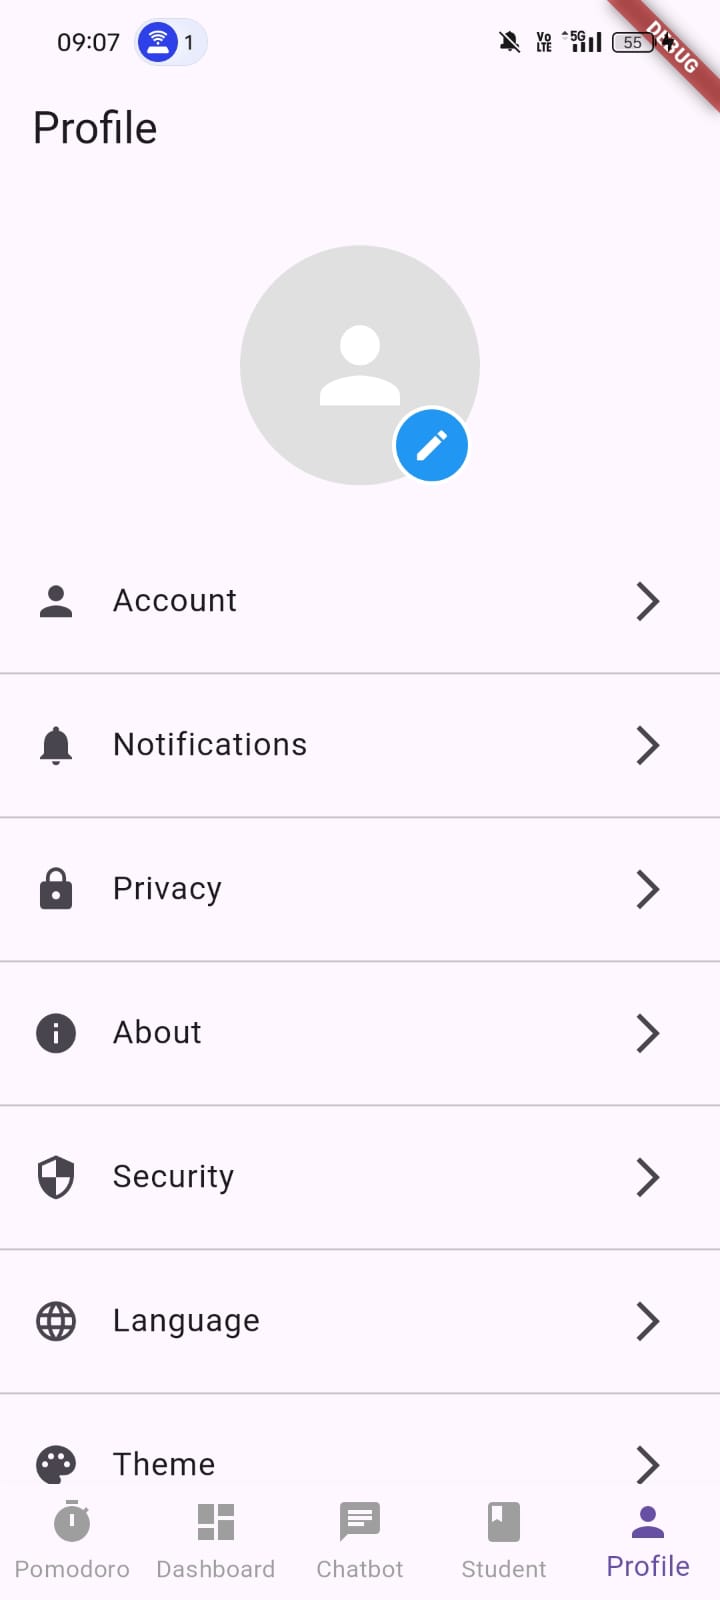 09:07 1 Vo LTE 5G 55
DEBUG
Profile
Account
Notifications
Privacy
About
Security
Language
Theme
Pomodoro Dashboard Chatbot Student Profile